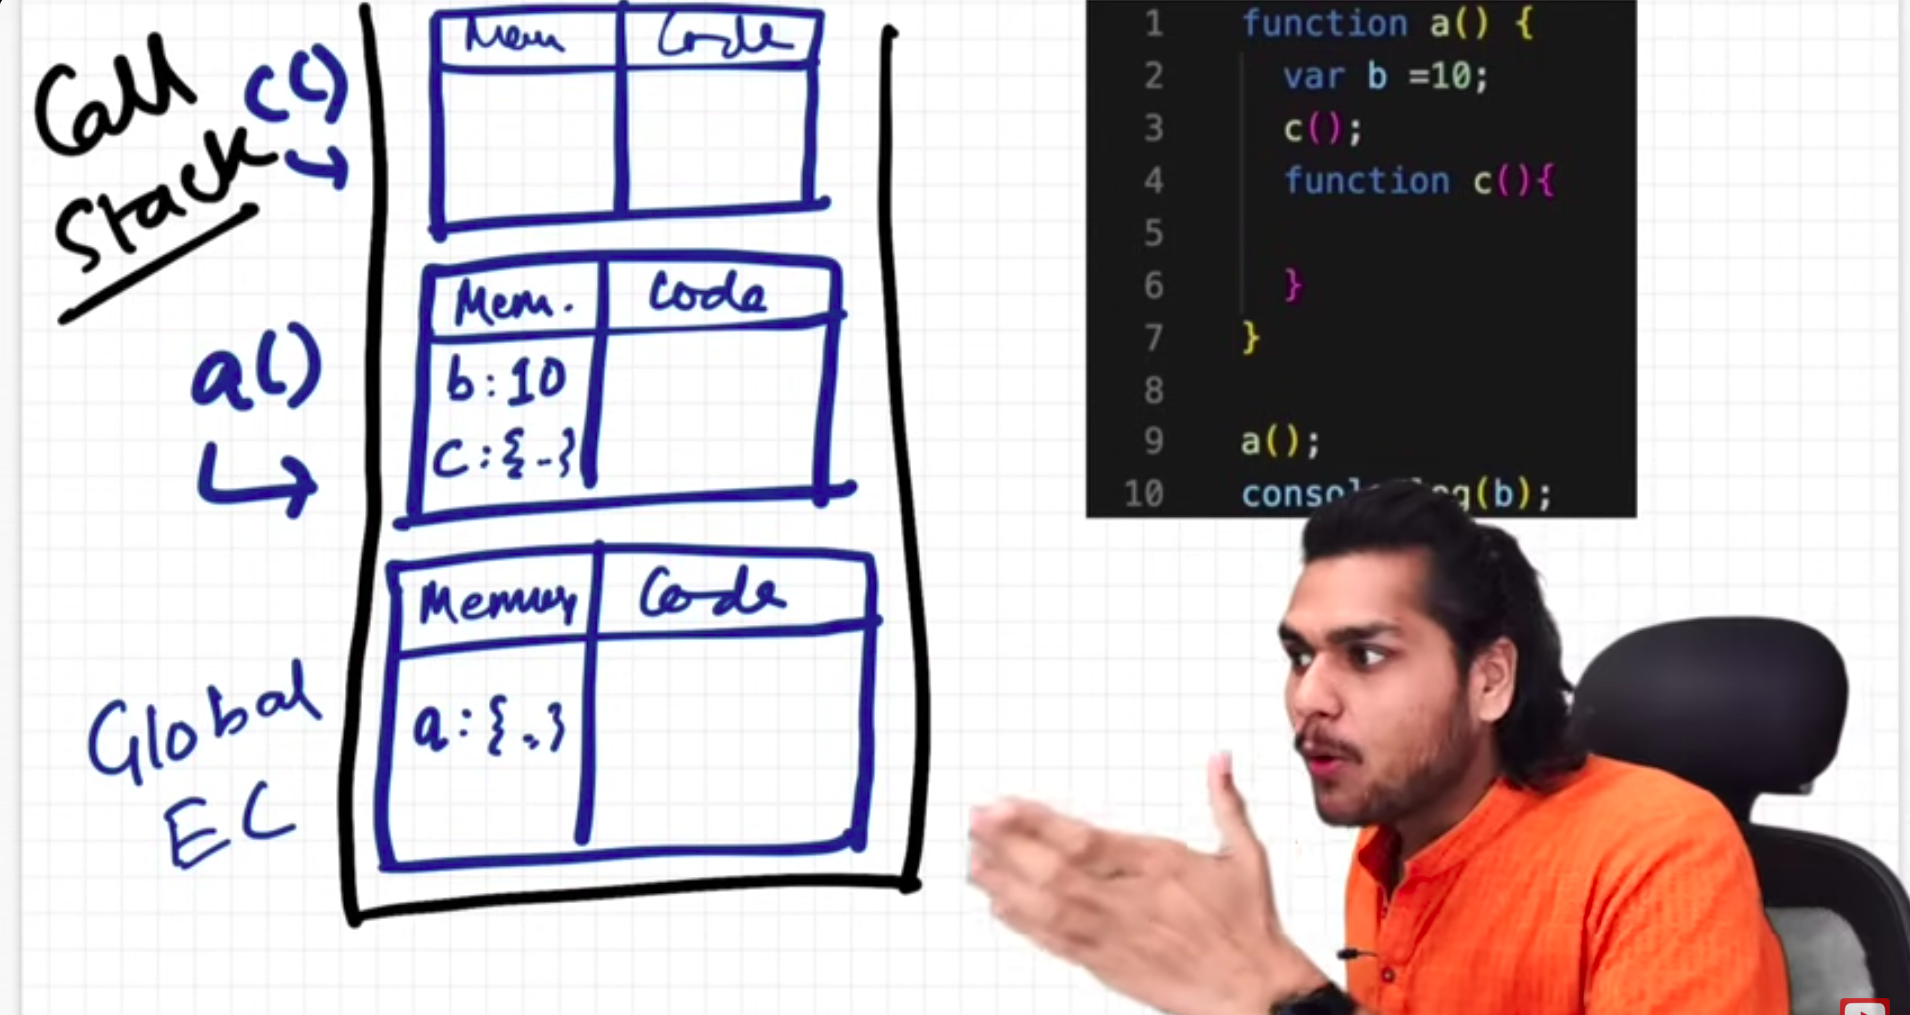 Call
Stack
c()
Mem
Code
a()
Mem.
Code
b : 10
c : {-}
Global
EC
Memory
Code
a : {..}
1 function a() {
2 var b =10;
3 c();
4 function c(){
5
6 }
7 }
8
9 a();
10 consol g(b);